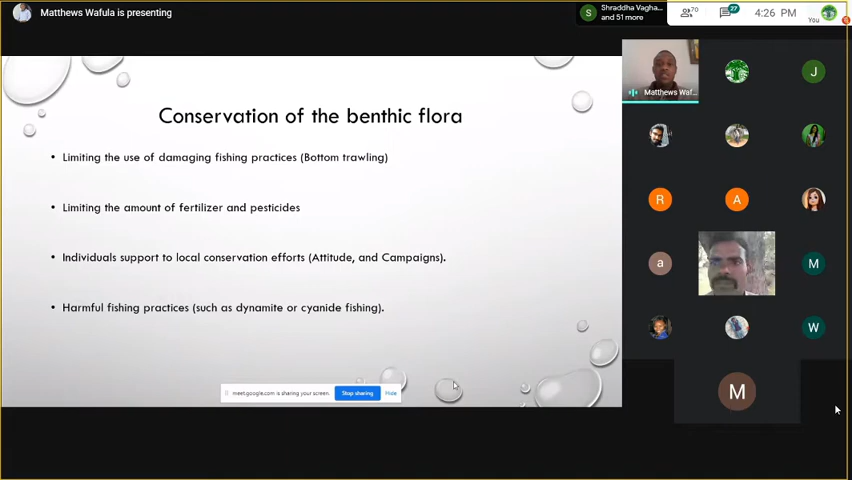 Matthews Wafula is presenting
S
Shraddha Vagha...
and 51 more
70
27
4:26 PM
You
Conservation of the benthic flora
• Limiting the use of damaging fishing practices (Bottom trawling)
• Limiting the amount of fertilizer and pesticides
• Individuals support to local conservation efforts (Attitude, and Campaigns).
• Harmful fishing practices (such as dynamite or cyanide fishing).
meet.google.com is sharing your screen.
Stop sharing
Hide
Matthews Waf...
J
R
A
a
M
W
M